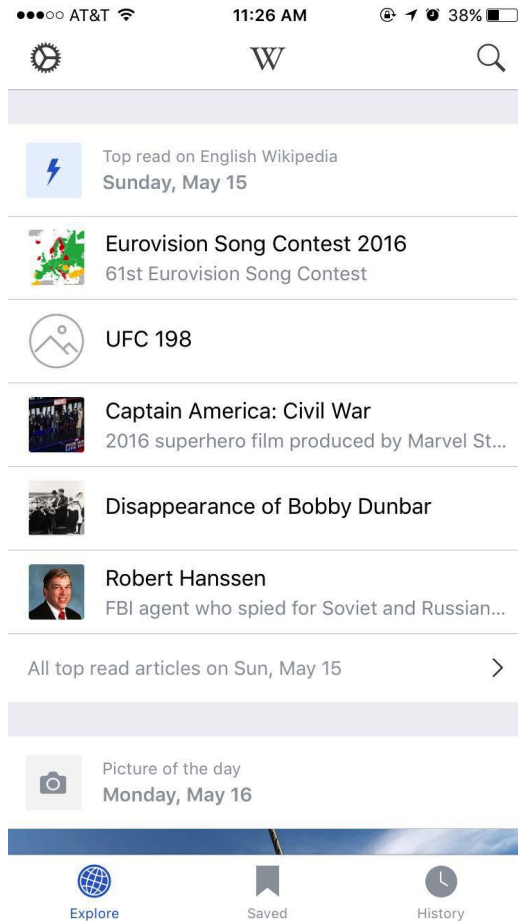 AT&T 11:26 AM 38%
W
Top read on English Wikipedia
Sunday, May 15
Eurovision Song Contest 2016
61st Eurovision Song Contest
UFC 198
Captain America: Civil War
2016 superhero film produced by Marvel St...
Disappearance of Bobby Dunbar
Robert Hanssen
FBI agent who spied for Soviet and Russian...
All top read articles on Sun, May 15
Picture of the day
Monday, May 16
Explore Saved History